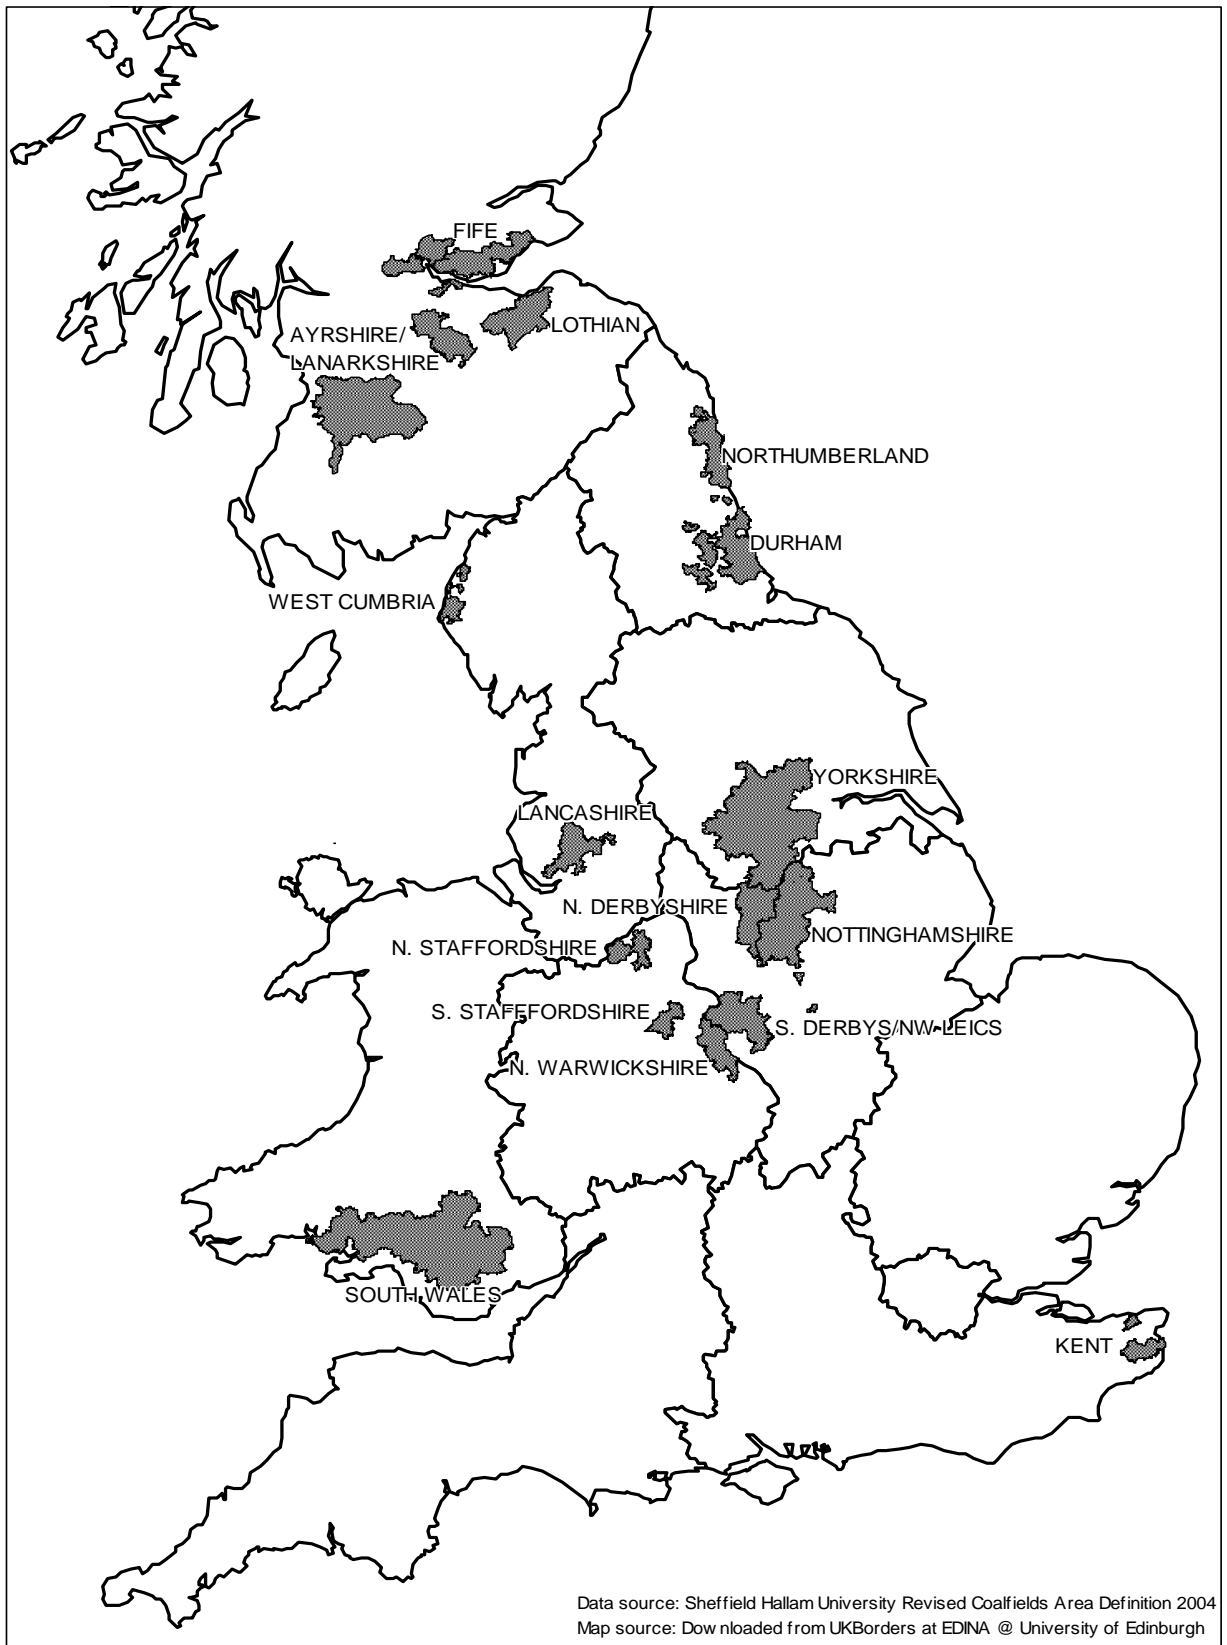 FIFE
LOTHIAN
AYRSHIRE/
LANARKSHIRE
NORTHUMBERLAND
DURHAM
WEST CUMBRIA
YORKSHIRE
LANCASHIRE
N. DERBYSHIRE
NOTTINGHAMSHIRE
N. STAFFORDSHIRE
S. STAFFFORDSHIRE
S. DERBYS/NW LEICS
N. WARWICKSHIRE
SOUTH WALES
KENT
Data source: Sheffield Hallam University Revised Coalfields Area Definition 2004
Map source: Downloaded from UKBorders at EDINA @ University of Edinburgh